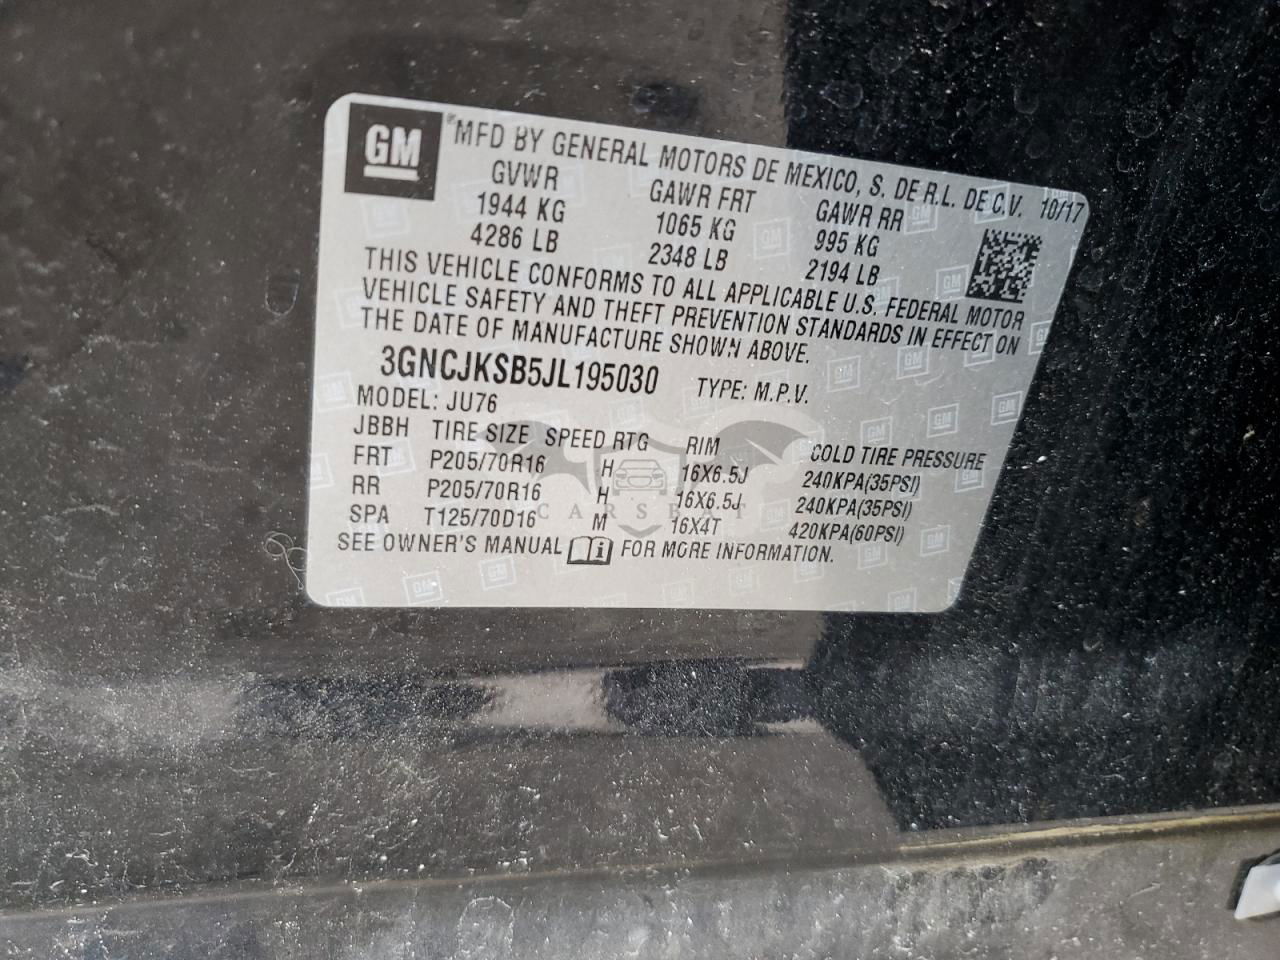 GM ® MFD BY GENERAL MOTORS DE MEXICO, S. DE R.L. DE C.V. 10/17
GVWR GAWR FRT GAWR RR
1944 KG 1065 KG 995 KG
4286 LB 2348 LB 2194 LB
THIS VEHICLE CONFORMS TO ALL APPLICABLE U.S. FEDERAL MOTOR
VEHICLE SAFETY AND THEFT PREVENTION STANDARDS IN EFFECT ON
THE DATE OF MANUFACTURE SHOWN ABOVE.
3GNCJKSB5JL195030 TYPE: M.P.V.
MODEL: JU76
JBBH TIRE SIZE SPEED RTG RIM COLD TIRE PRESSURE
FRT P205/70R16 H 16X6.5J 240KPA(35PSI)
RR P205/70R16 H 16X6.5J 240KPA(35PSI)
SPA T125/70D16 M 16X4T 420KPA(60PSI)
SEE OWNER'S MANUAL i FOR MORE INFORMATION.
CARSBAT